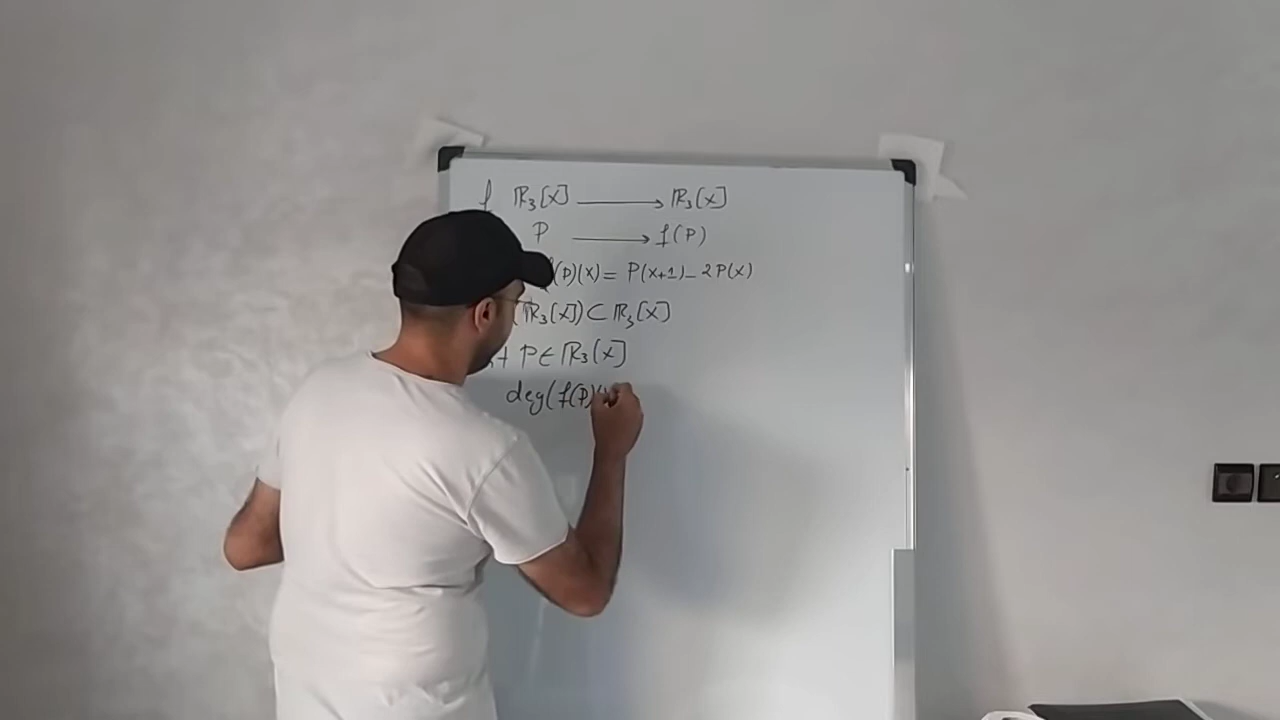 f ℝ₃[X] ⟶ ℝ₃[X]
P ⟶ f(P)
(P)(X) = P(X+1) - 2P(X)
(ℝ₃[X]) ⊂ ℝ₃[X]
P ∈ ℝ₃[X]
deg(f(P)